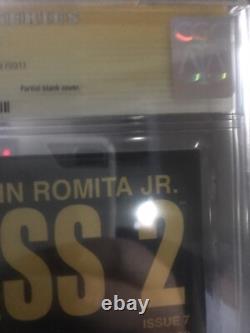 Partial blank cover.
IN ROMITA JR.
SS 2
ISSUE 7